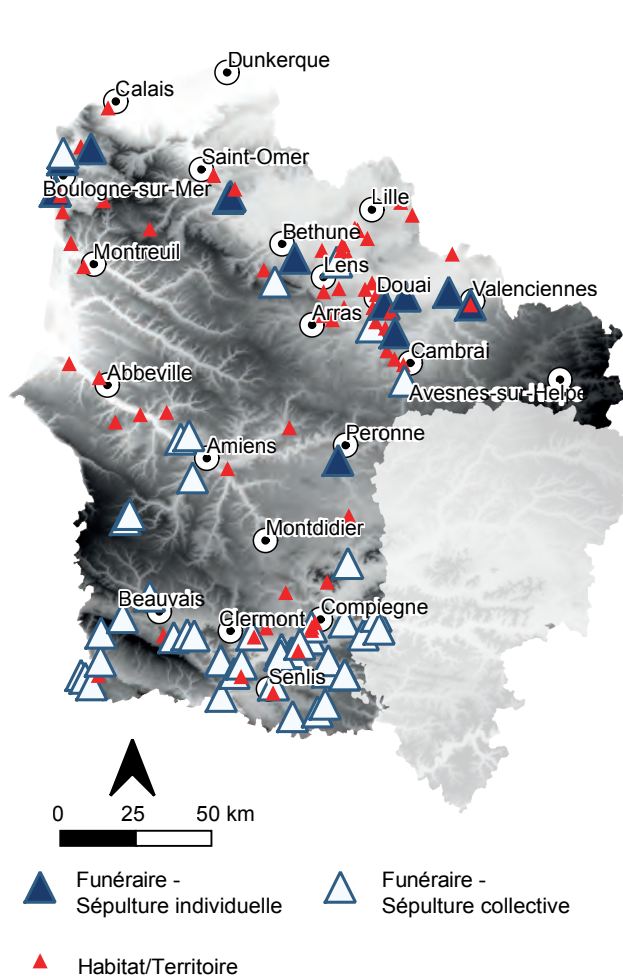 Dunkerque
Calais
Saint-Omer
Boulogne-sur-Mer
Lille
Bethune
Montreuil
Lens
Douai
Valenciennes
Arras
Cambrai
Abbeville
Avesnes-sur-Helpe
Peronne
Amiens
Montdidier
Beauvais
Clermont
Compiegne
Senlis
0 25 50 km
Funéraire -
Sépulture individuelle
Funéraire -
Sépulture collective
Habitat/Territoire